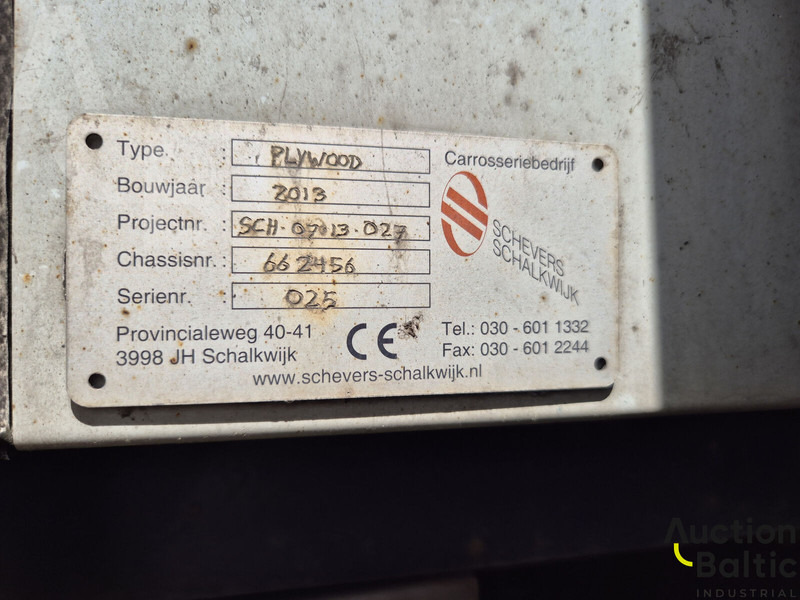 Type. PLYWOOD
Bouwjaar : 2013
Projectnr. : SCH-07-13-027
Chassisnr. : 662456
Serienr. : 025
Carrosseriebedrijf
SCHEVERS
SCHALKWIJK
Provincialeweg 40-41
3998 JH Schalkwijk
CE
Tel.: 030 - 601 1332
Fax: 030 - 601 2244
www.schevers-schalkwijk.nl
Auction
Baltic
INDUSTRIAL